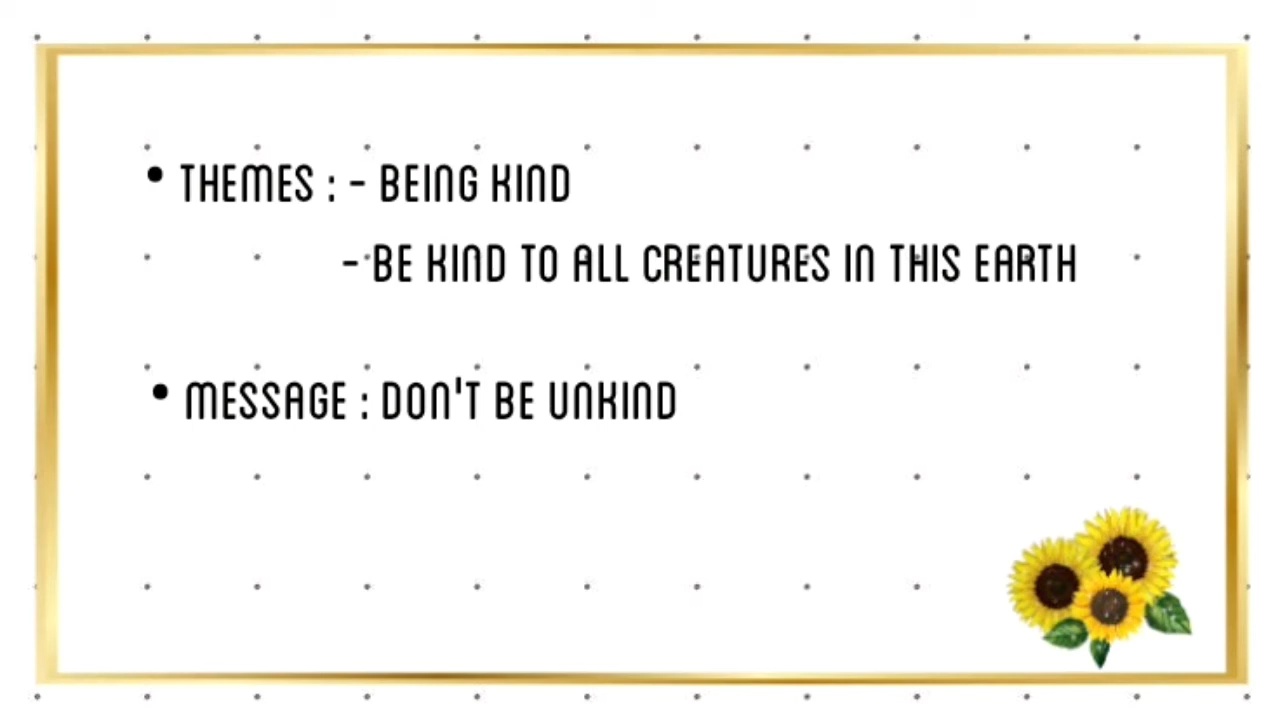 • THEMES : - BEING KIND
- BE KIND TO ALL CREATURES IN THIS EARTH
• MESSAGE : DON'T BE UNKIND